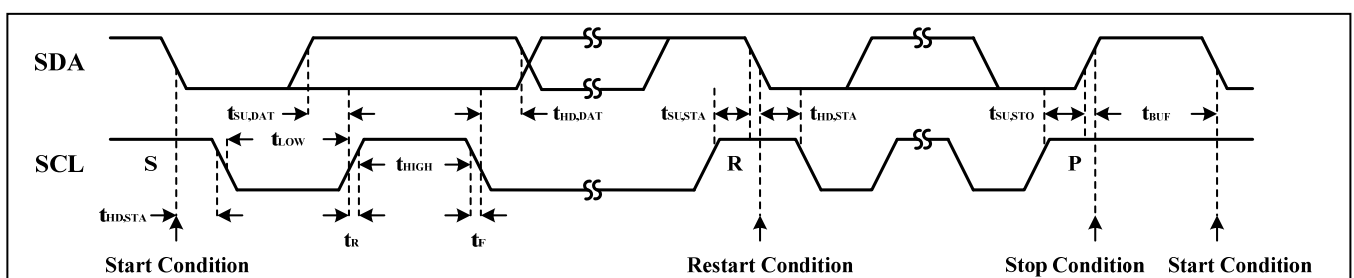 SDA
tSU,DAT
tHD,DAT
tSU,STA
tHD,STA
tSU,STO
tBUF
tLOW
SCL
S
tHIGH
R
P
tHD,STA
tR
tF
Start Condition
Restart Condition
Stop Condition
Start Condition